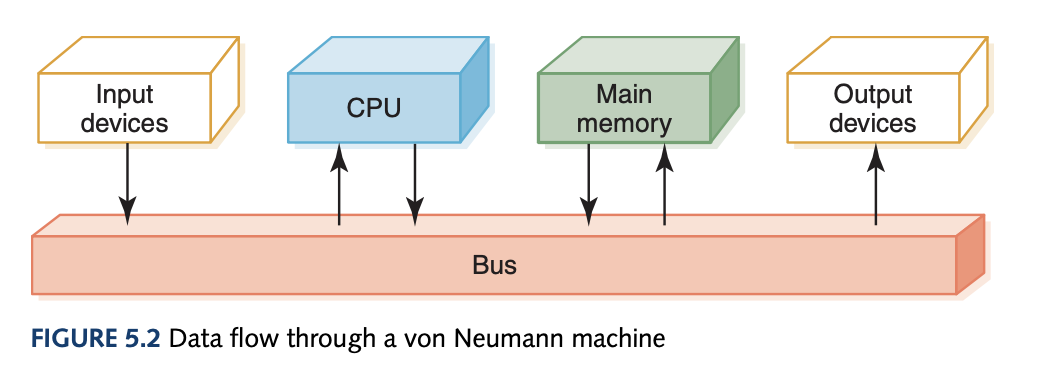 Input
devices
CPU
Main
memory
Output
devices
Bus
FIGURE 5.2 Data flow through a von Neumann machine